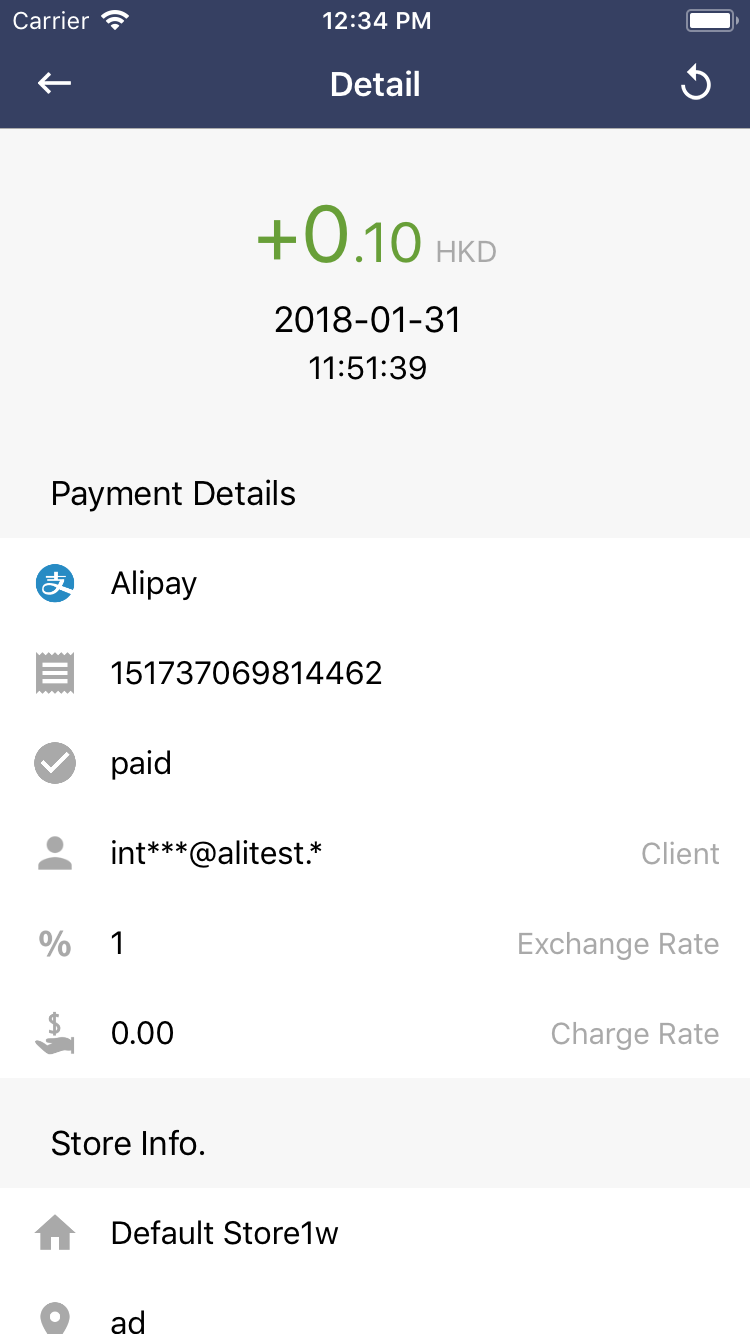 Carrier 12:34 PM
Detail
+0.10 HKD
2018-01-31
11:51:39
Payment Details
支 Alipay
151737069814462
paid
int***@alitest.* Client
% 1 Exchange Rate
$ 0.00 Charge Rate
Store Info.
Default Store1w
ad